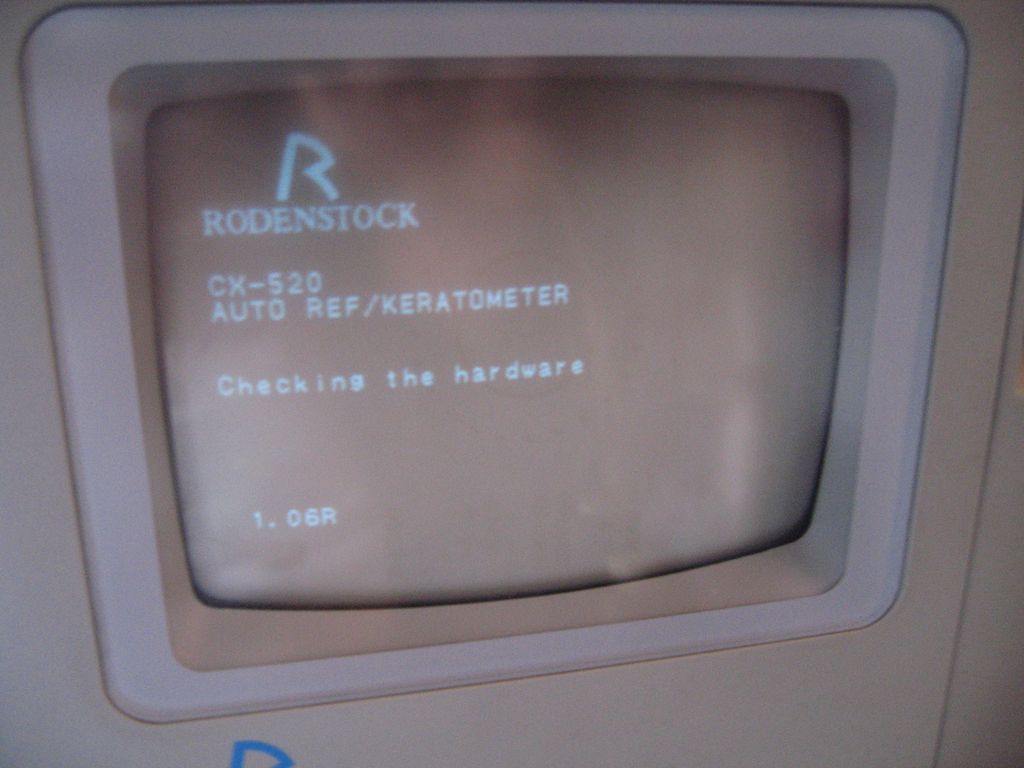 R
RODENSTOCK
CX-520
AUTO REF/KERATOMETER
Checking the hardware
1.06R
R